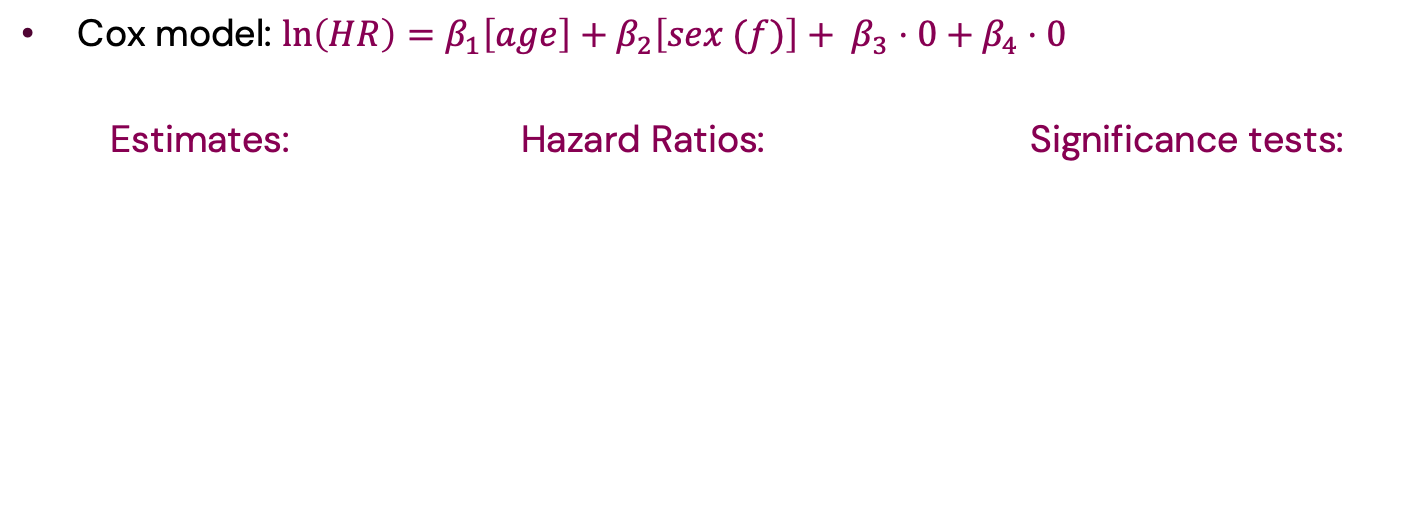 • Cox model: ln(HR) = β₁[age] + β₂[sex (f)] + β₃ · 0 + β₄ · 0
Estimates: Hazard Ratios: Significance tests: